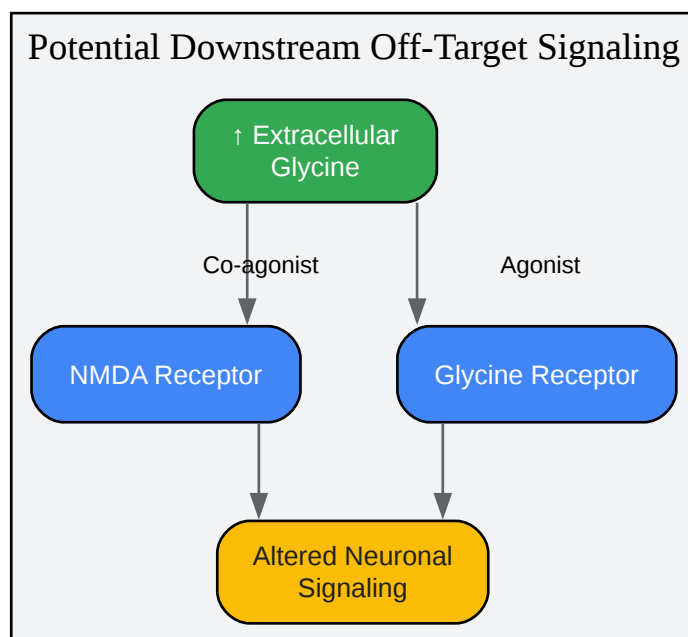 Potential Downstream Off-Target Signaling
↑ Extracellular
Glycine
Co-agonist
Agonist
NMDA Receptor
Glycine Receptor
Altered Neuronal
Signaling